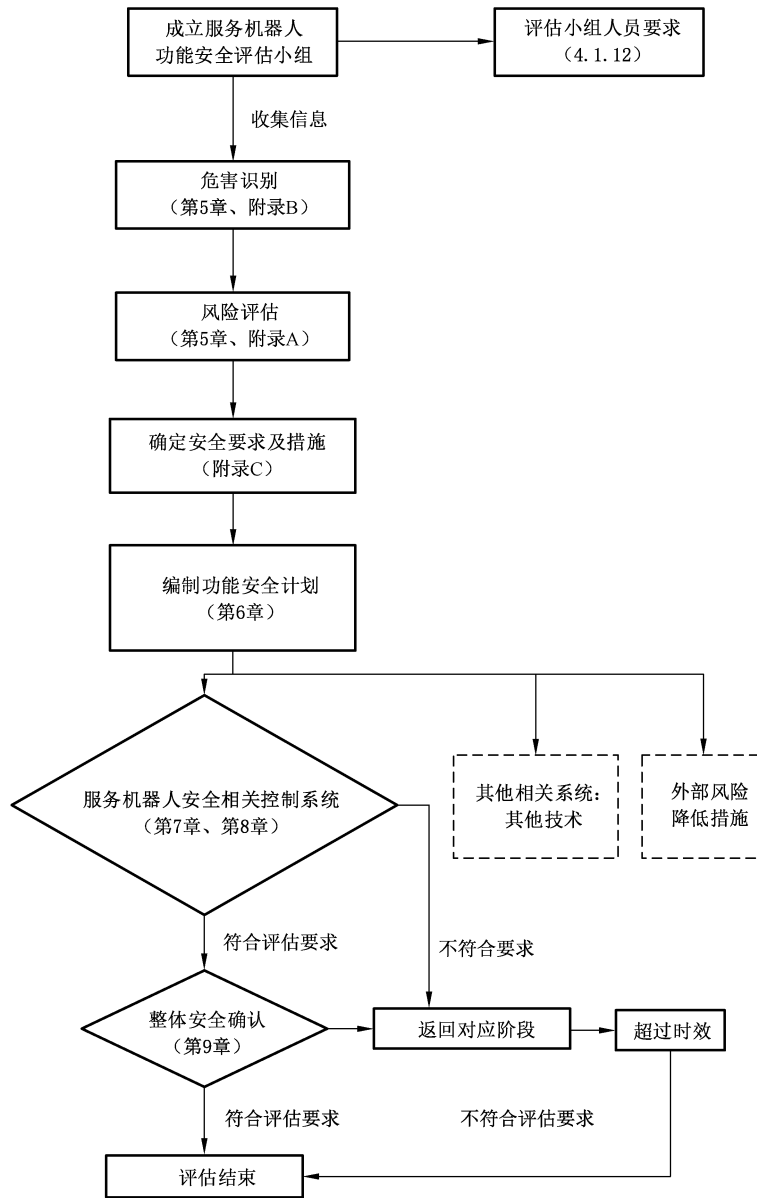 成立服务机器人
功能安全评估小组
评估小组人员要求
（4.1.12）
收集信息
危害识别
（第5章、附录B）
风险评估
（第5章、附录A）
确定安全要求及措施
（附录C）
编制功能安全计划
（第6章）
服务机器人安全相关控制系统
（第7章、第8章）
其他相关系统：
其他技术
外部风险
降低措施
符合评估要求
不符合要求
整体安全确认
（第9章）
返回对应阶段
超过时效
符合评估要求
不符合评估要求
评估结束